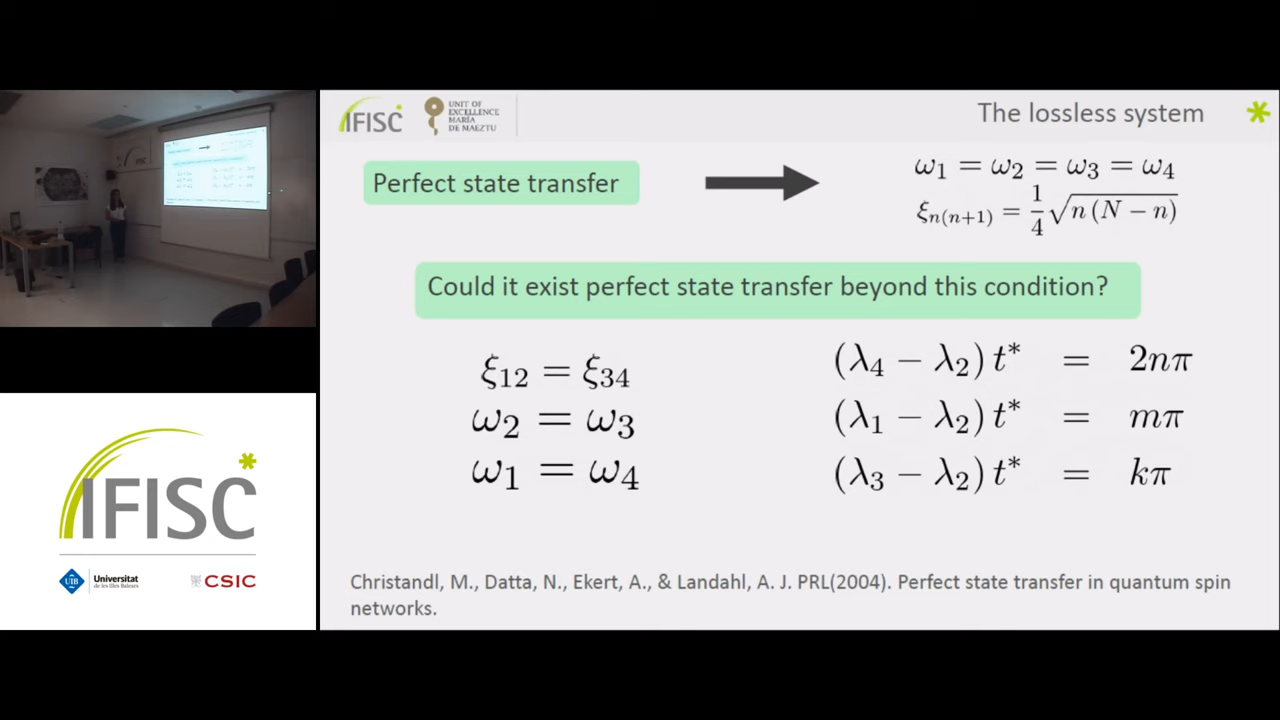 IFISC
UNIT OF
EXCELLENCE
MARÍA
DE MAEZTU
The lossless system
Perfect state transfer
ω₁ = ω₂ = ω₃ = ω₄
ξₙ₍ₙ₊₁₎ = 1/4 √n (N − n)
Could it exist perfect state transfer beyond this condition?
ξ₁₂ = ξ₃₄
ω₂ = ω₃
ω₁ = ω₄
(λ₄ − λ₂) t* = 2nπ
(λ₁ − λ₂) t* = mπ
(λ₃ − λ₂) t* = kπ
Christandl, M., Datta, N., Ekert, A., & Landahl, A. J. PRL(2004). Perfect state transfer in quantum spin
networks.
IFISC
UIB Universitat
de les Illes Balears
CSIC